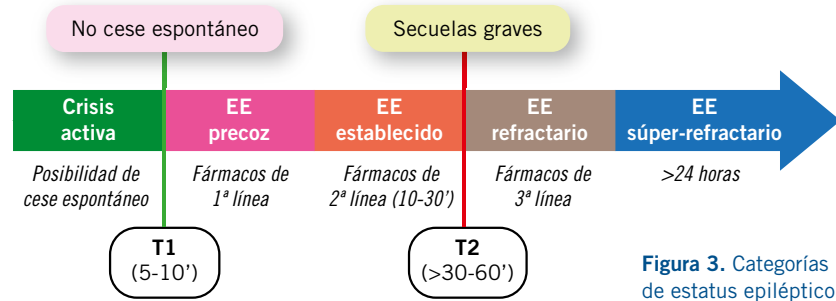 No cese espontáneo
Secuelas graves
Crisis
activa
EE
precoz
EE
establecido
EE
refractario
EE
súper-refractario
Posibilidad de
cese espontáneo
Fármacos de
1ª línea
Fármacos de
2ª línea (10-30’)
Fármacos de
3ª línea
>24 horas
T1
(5-10’)
T2
(>30-60’)
Figura 3. Categorías
de estatus epiléptico